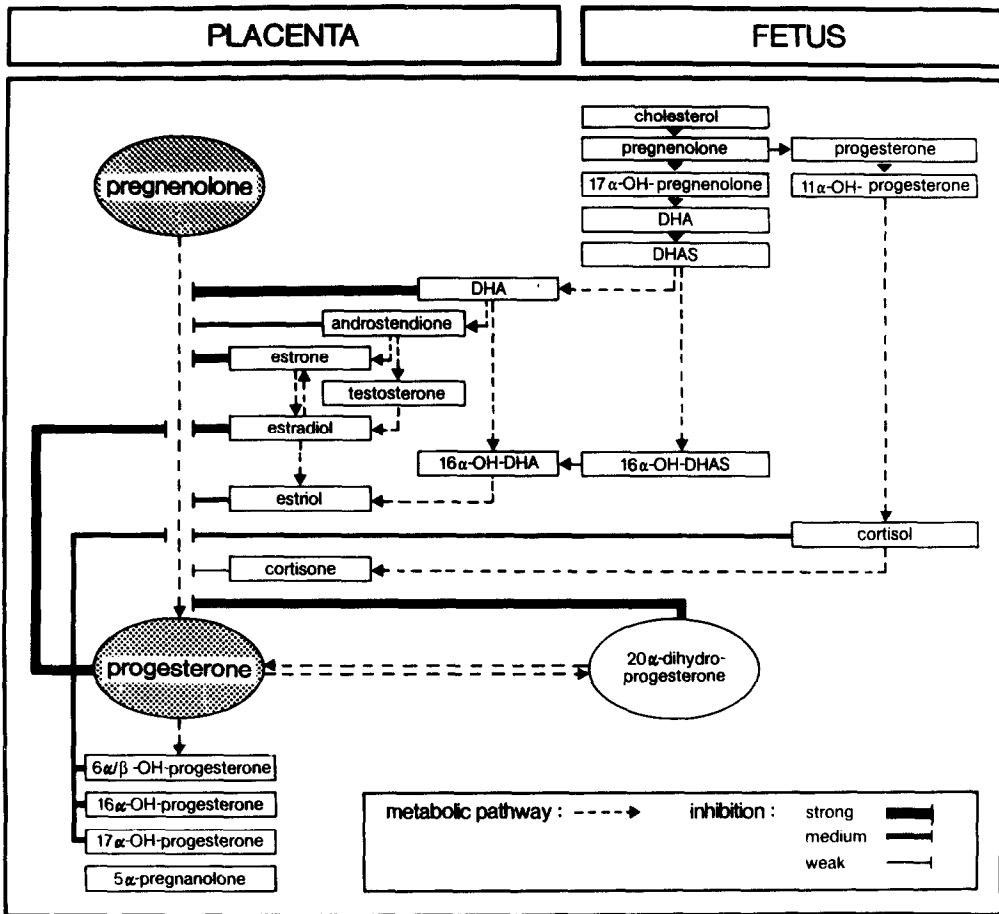 PLACENTA
FETUS
cholesterol
pregnenolone
progesterone
pregnenolone
17α-OH-pregnenolone
11α-OH-progesterone
DHA
DHAS
DHA
androstendione
estrone
testosterone
estradiol
16α-OH-DHA
16α-OH-DHAS
estriol
cortisol
cortisone
progesterone
20α-dihydro-
progesterone
6α/β-OH-progesterone
16α-OH-progesterone
17α-OH-progesterone
5α-pregnanolone
metabolic pathway :
inhibition :
strong
medium
weak